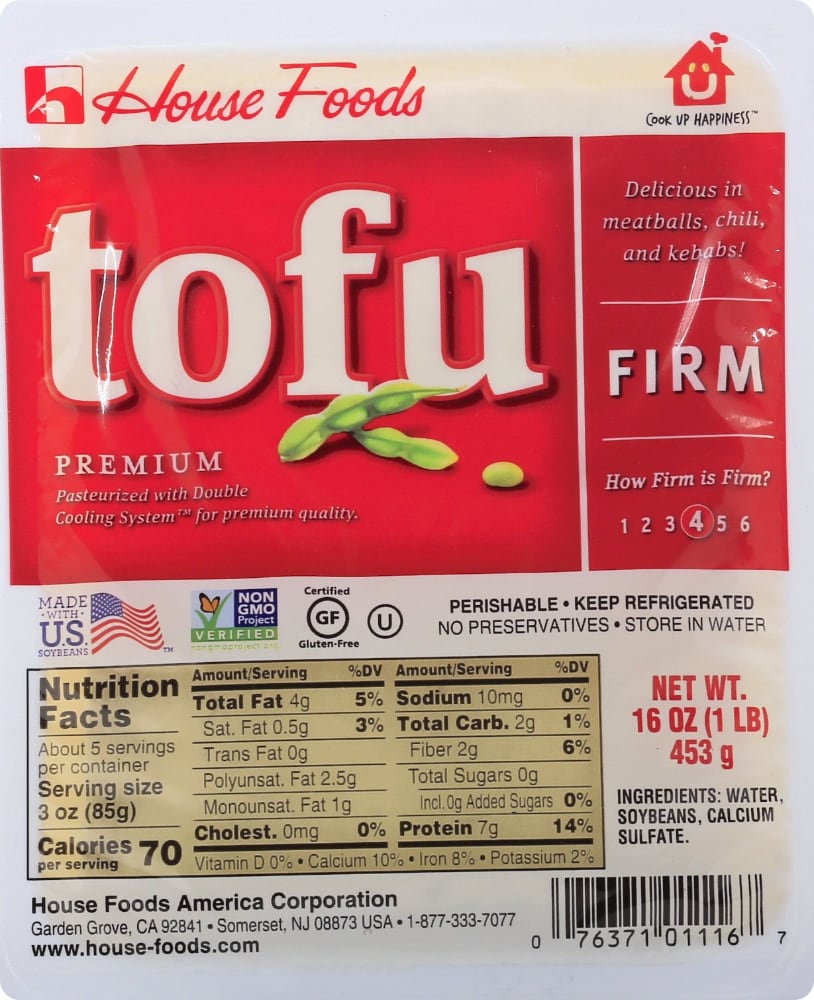 House Foods
COOK UP HAPPINESS™
tofu
PREMIUM
Pasteurized with Double
Cooling System™ for premium quality.
Delicious in
meatballs, chili,
and kebabs!
FIRM
How Firm is Firm?
1 2 3 4 5 6
MADE
• WITH •
U.S.
SOYBEANS
TM
NON
GMO
Project
VERIFIED
nongmoproject.org
Certified
GF
Gluten-Free
U
PERISHABLE • KEEP REFRIGERATED
NO PRESERVATIVES • STORE IN WATER
Nutrition
Facts
About 5 servings
per container
Serving size
3 oz (85g)
Calories 70
per serving
Amount/Serving %DV
Total Fat 4g 5%
Sat. Fat 0.5g 3%
Trans Fat 0g
Polyunsat. Fat 2.5g
Monounsat. Fat 1g
Cholest. 0mg 0%
Amount/Serving %DV
Sodium 10mg 0%
Total Carb. 2g 1%
Fiber 2g 6%
Total Sugars 0g
Incl. 0g Added Sugars 0%
Protein 7g 14%
Vitamin D 0% • Calcium 10% • Iron 8% • Potassium 2%
NET WT.
16 OZ (1 LB)
453 g
INGREDIENTS: WATER,
SOYBEANS, CALCIUM
SULFATE.
House Foods America Corporation
Garden Grove, CA 92841 • Somerset, NJ 08873 USA • 1-877-333-7077
www.house-foods.com
0 76371 01116 7